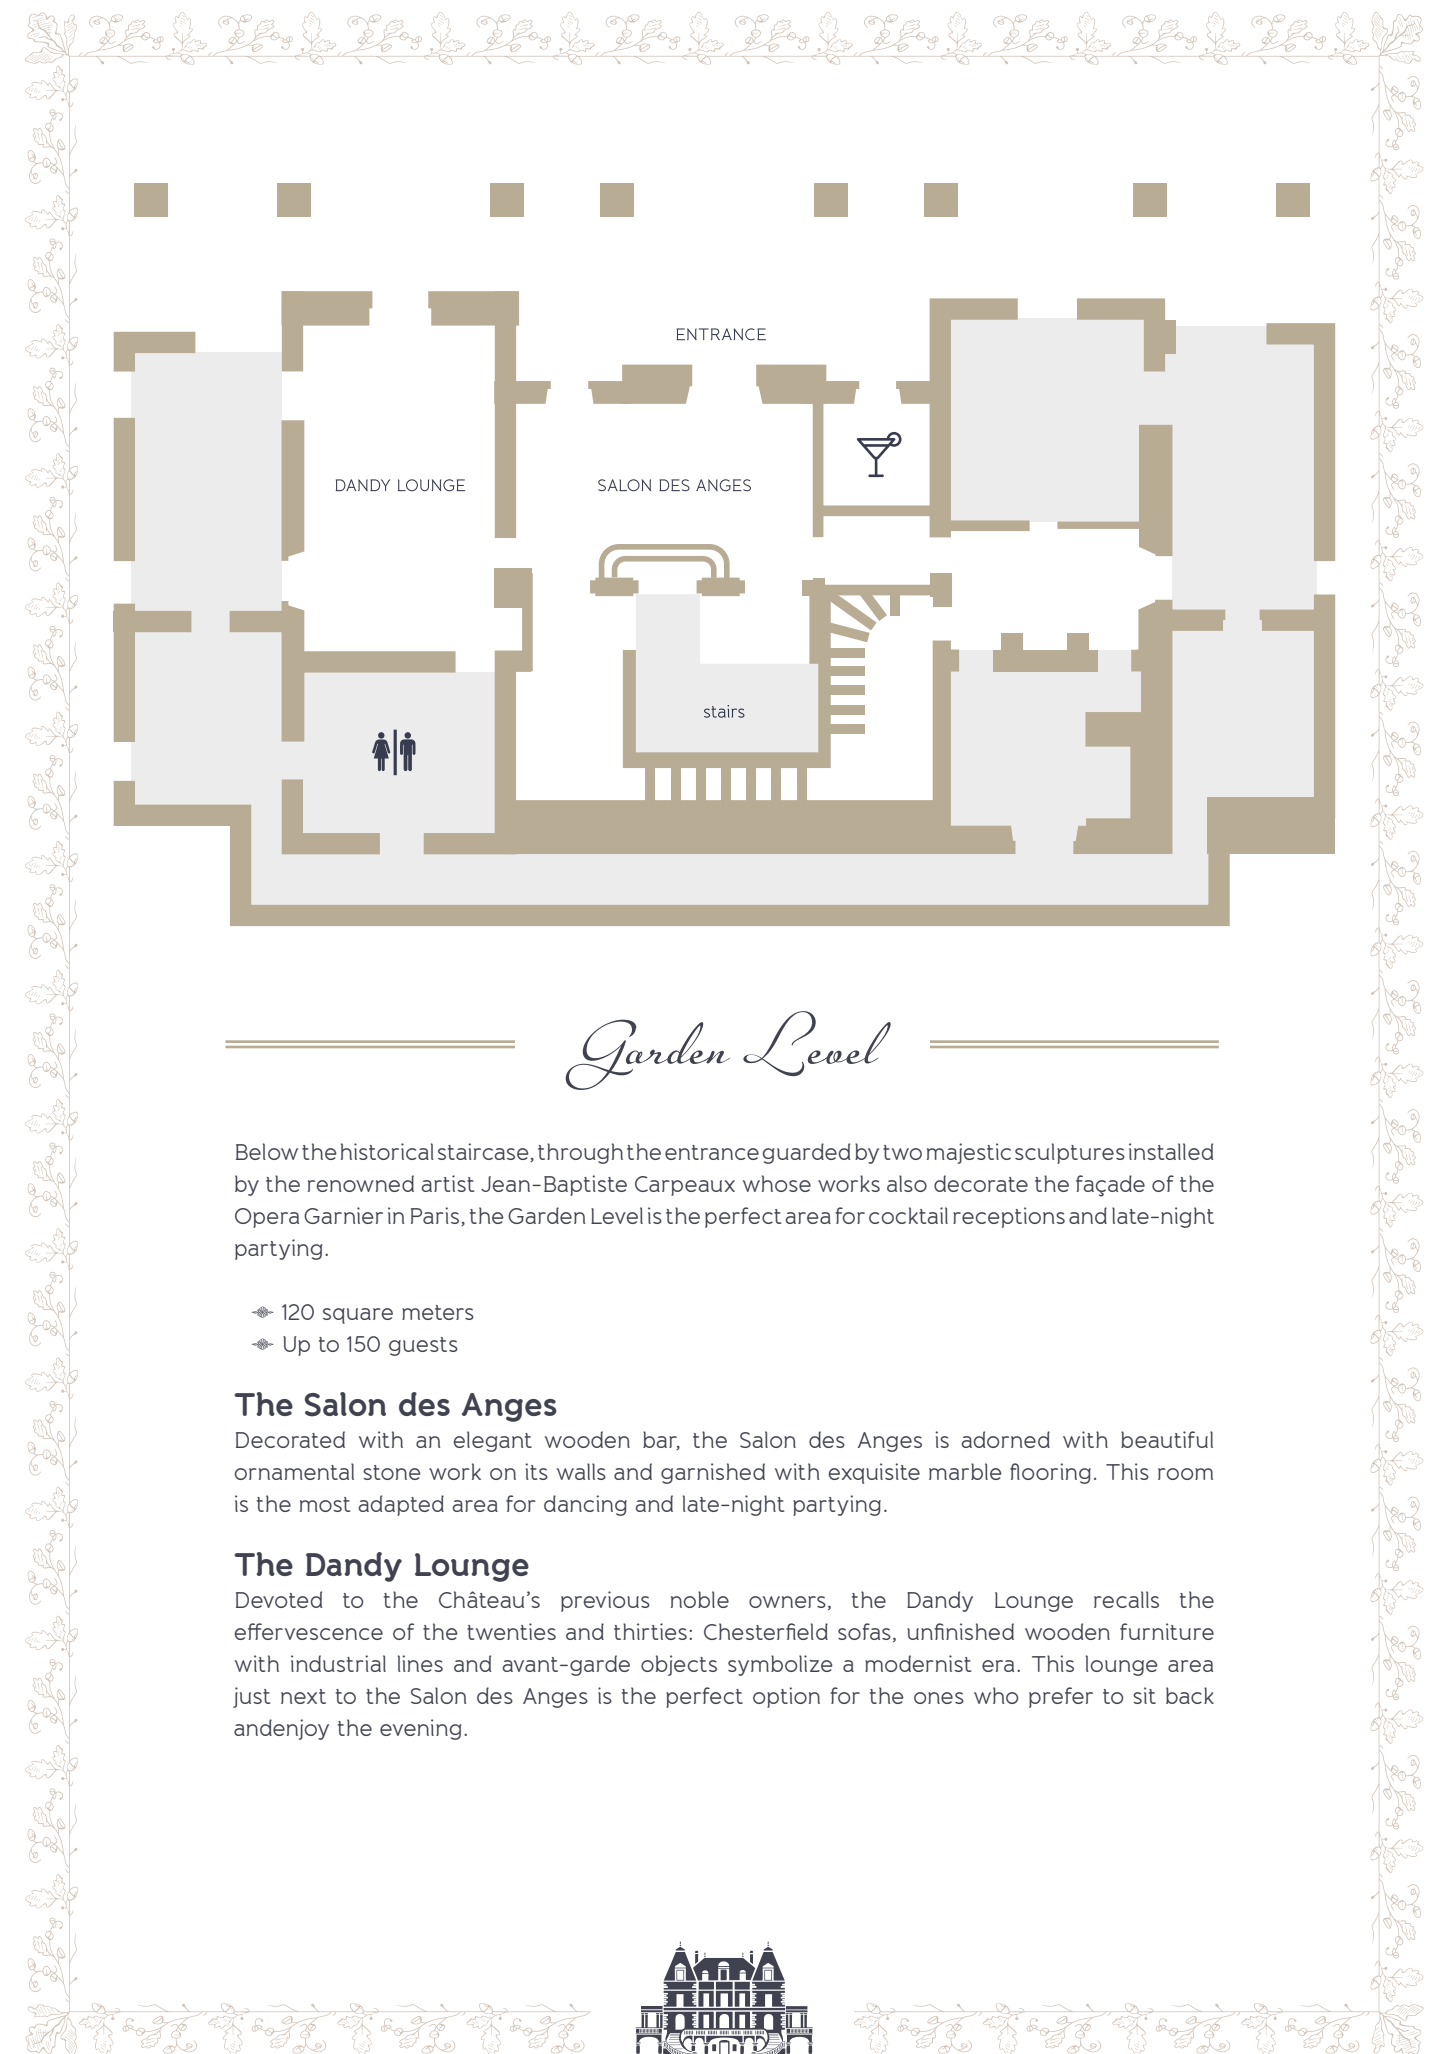 ENTRANCE
DANDY LOUNGE
SALON DES ANGES
stairs
Garden Level
Below the historical staircase, through the entrance guarded by two majestic sculptures installed
by the renowned artist Jean-Baptiste Carpeaux whose works also decorate the façade of the
Opera Garnier in Paris, the Garden Level is the perfect area for cocktail receptions and late-night
partying.
120 square meters
Up to 150 guests
The Salon des Anges
Decorated with an elegant wooden bar, the Salon des Anges is adorned with beautiful
ornamental stone work on its walls and garnished with exquisite marble flooring. This room
is the most adapted area for dancing and late-night partying.
The Dandy Lounge
Devoted to the Château’s previous noble owners, the Dandy Lounge recalls the
effervescence of the twenties and thirties: Chesterfield sofas, unfinished wooden furniture
with industrial lines and avant-garde objects symbolize a modernist era. This lounge area
just next to the Salon des Anges is the perfect option for the ones who prefer to sit back
andenjoy the evening.